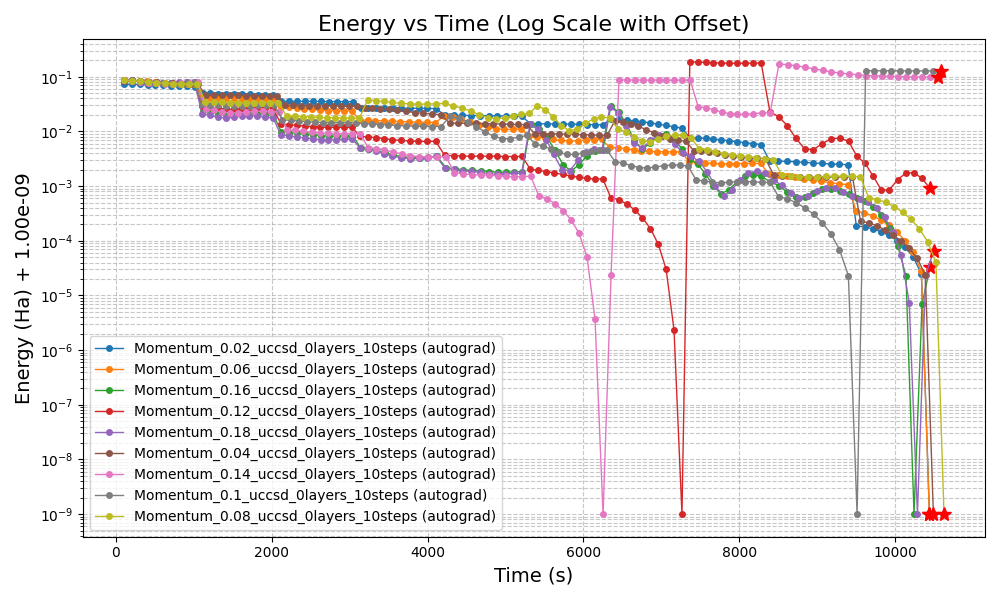 Energy vs Time (Log Scale with Offset)
Energy (Ha) + 1.00e-09
10⁻¹
10⁻²
10⁻³
10⁻⁴
10⁻⁵
10⁻⁶
10⁻⁷
10⁻⁸
10⁻⁹
Momentum_0.02_uccsd_0layers_10steps (autograd)
Momentum_0.06_uccsd_0layers_10steps (autograd)
Momentum_0.16_uccsd_0layers_10steps (autograd)
Momentum_0.12_uccsd_0layers_10steps (autograd)
Momentum_0.18_uccsd_0layers_10steps (autograd)
Momentum_0.04_uccsd_0layers_10steps (autograd)
Momentum_0.14_uccsd_0layers_10steps (autograd)
Momentum_0.1_uccsd_0layers_10steps (autograd)
Momentum_0.08_uccsd_0layers_10steps (autograd)
0 2000 4000 6000 8000 10000
Time (s)